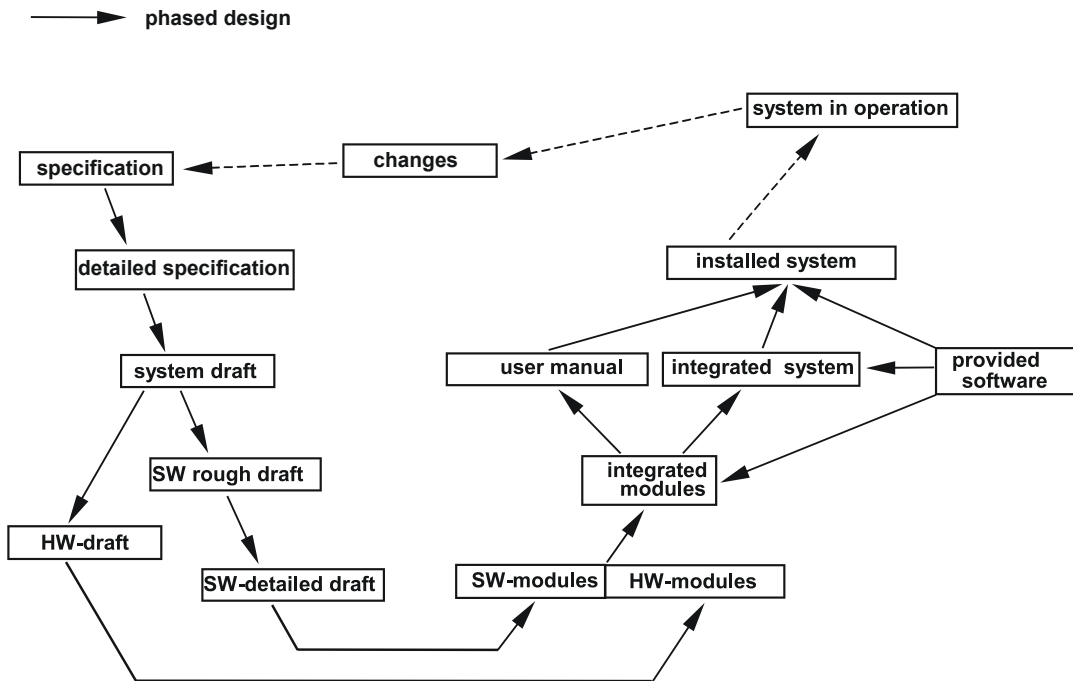 phased design
system in operation
changes
specification
detailed specification
installed system
system draft
user manual
integrated system
provided
software
SW rough draft
integrated
modules
HW-draft
SW-detailed draft
SW-modules
HW-modules